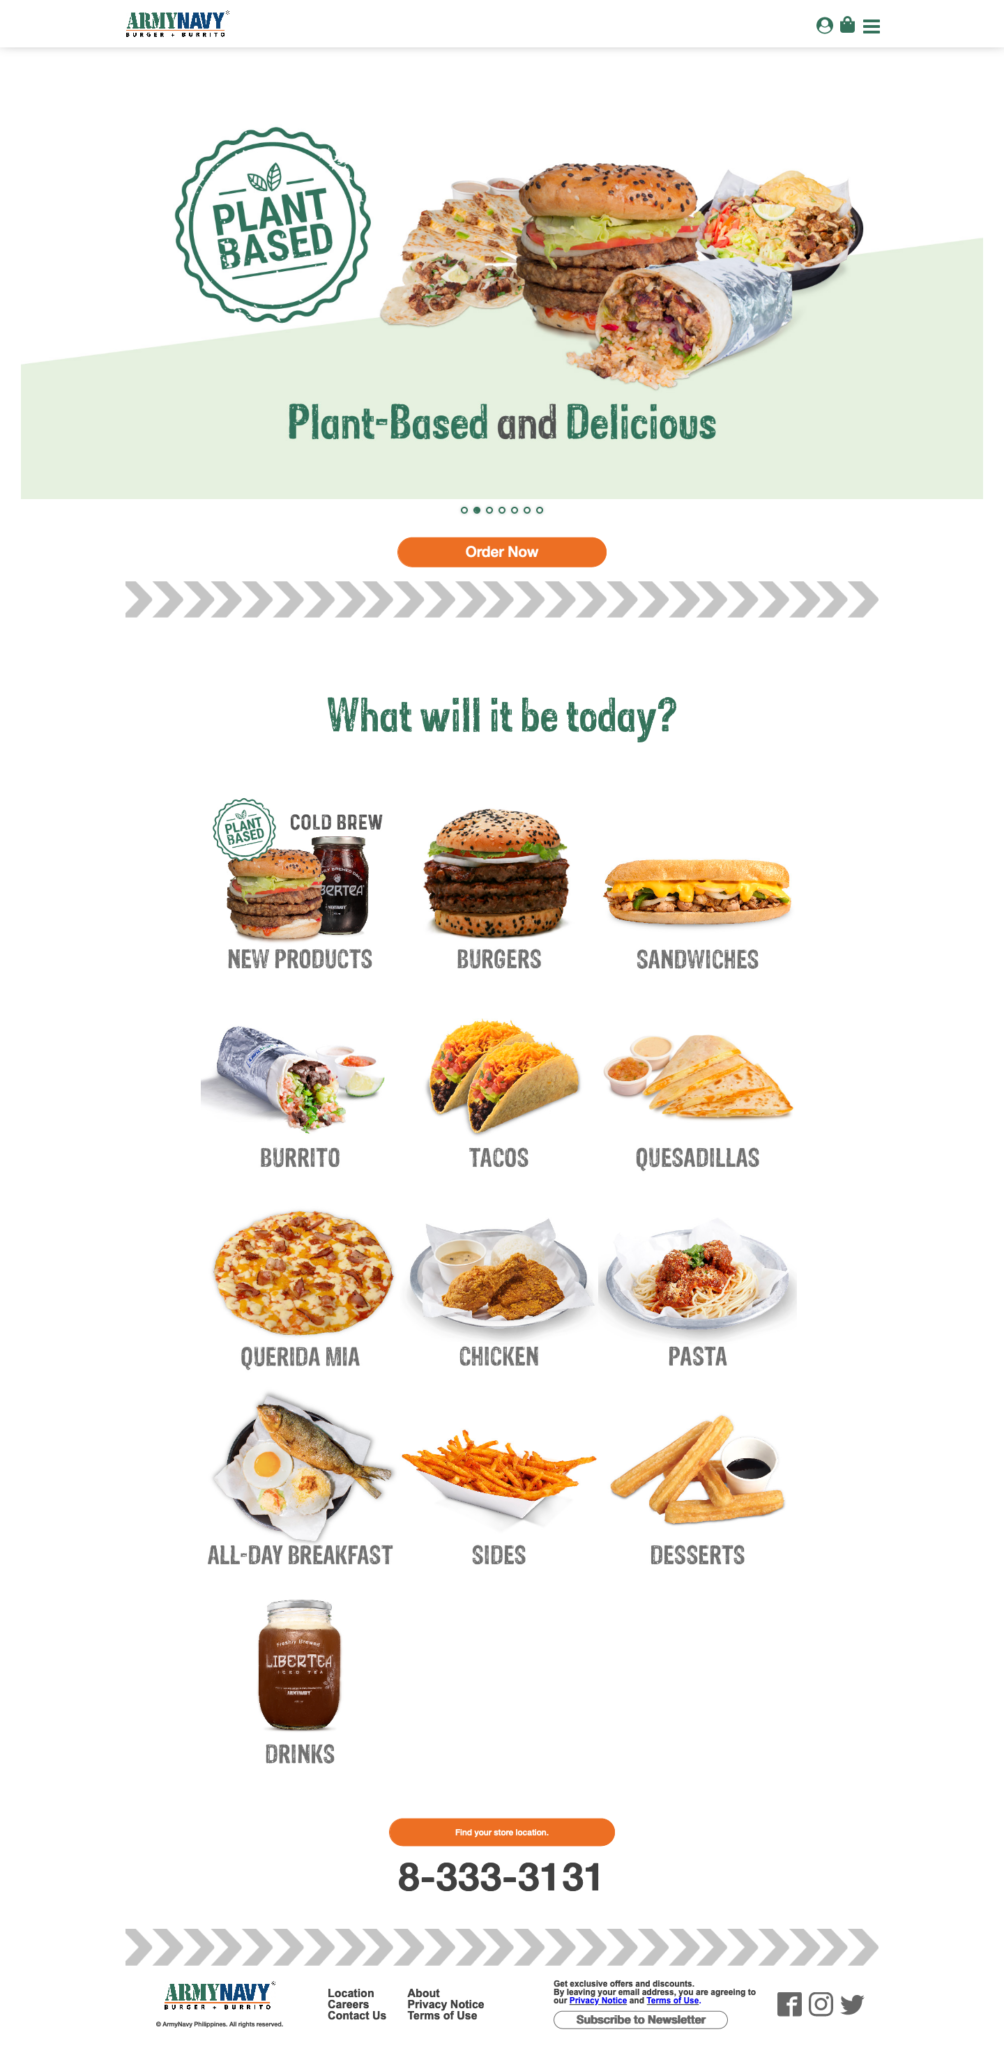 ARMYNAVY®
BURGER + BURRITO
PLANT
BASED
Plant-Based and Delicious
Order Now
What will it be today?
PLANT
BASED
COLD BREW
BERTEA
NEW PRODUCTS
BURGERS
SANDWICHES
BURRITO
TACOS
QUESADILLAS
QUERIDA MIA
CHICKEN
PASTA
ALL-DAY BREAKFAST
SIDES
DESSERTS
Freshly Brewed
LIBERTEA
ICED TEA
ARMYNAVY
DRINKS
Find your store location.
8-333-3131
ARMYNAVY®
BURGER + BURRITO
© ArmyNavy Philippines. All rights reserved.
Location
Careers
Contact Us
About
Privacy Notice
Terms of Use
Get exclusive offers and discounts.
By leaving your email address, you are agreeing to
our Privacy Notice and Terms of Use.
Subscribe to Newsletter